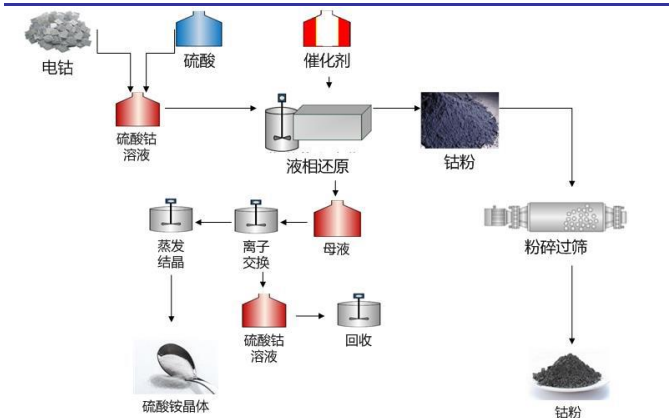 电钴
硫酸
催化剂
硫酸钴
溶液
液相还原
钴粉
蒸发
结晶
离子
交换
母液
粉碎过筛
硫酸钴
溶液
回收
硫酸铵晶体
钴粉